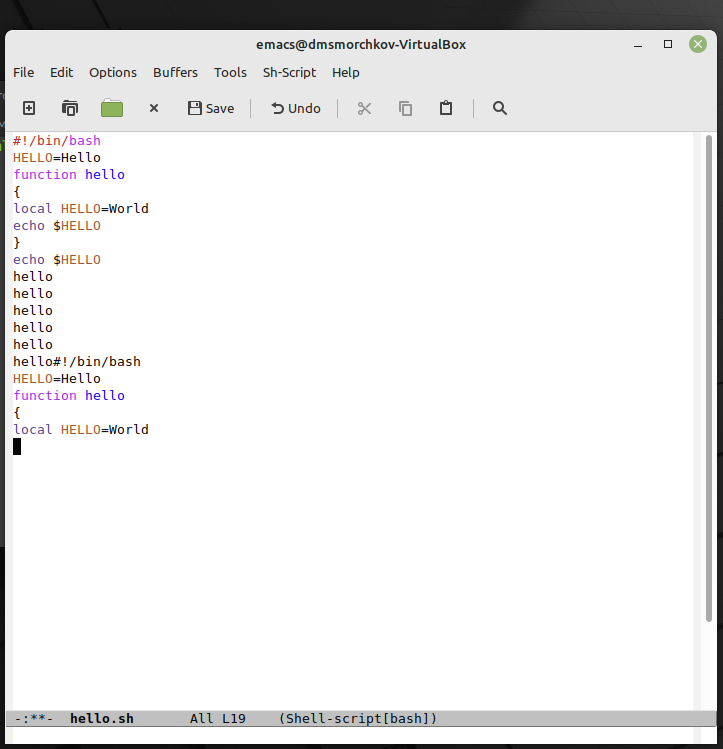 emacs@dmsmorchkov-VirtualBox
File Edit Options Buffers Tools Sh-Script Help
Save Undo
#!/bin/bash
HELLO=Hello
function hello
{
local HELLO=World
echo $HELLO
}
echo $HELLO
hello
hello
hello
hello
hello
hello#!/bin/bash
HELLO=Hello
function hello
{
local HELLO=World
-:**- hello.sh All L19 (Shell-script[bash])